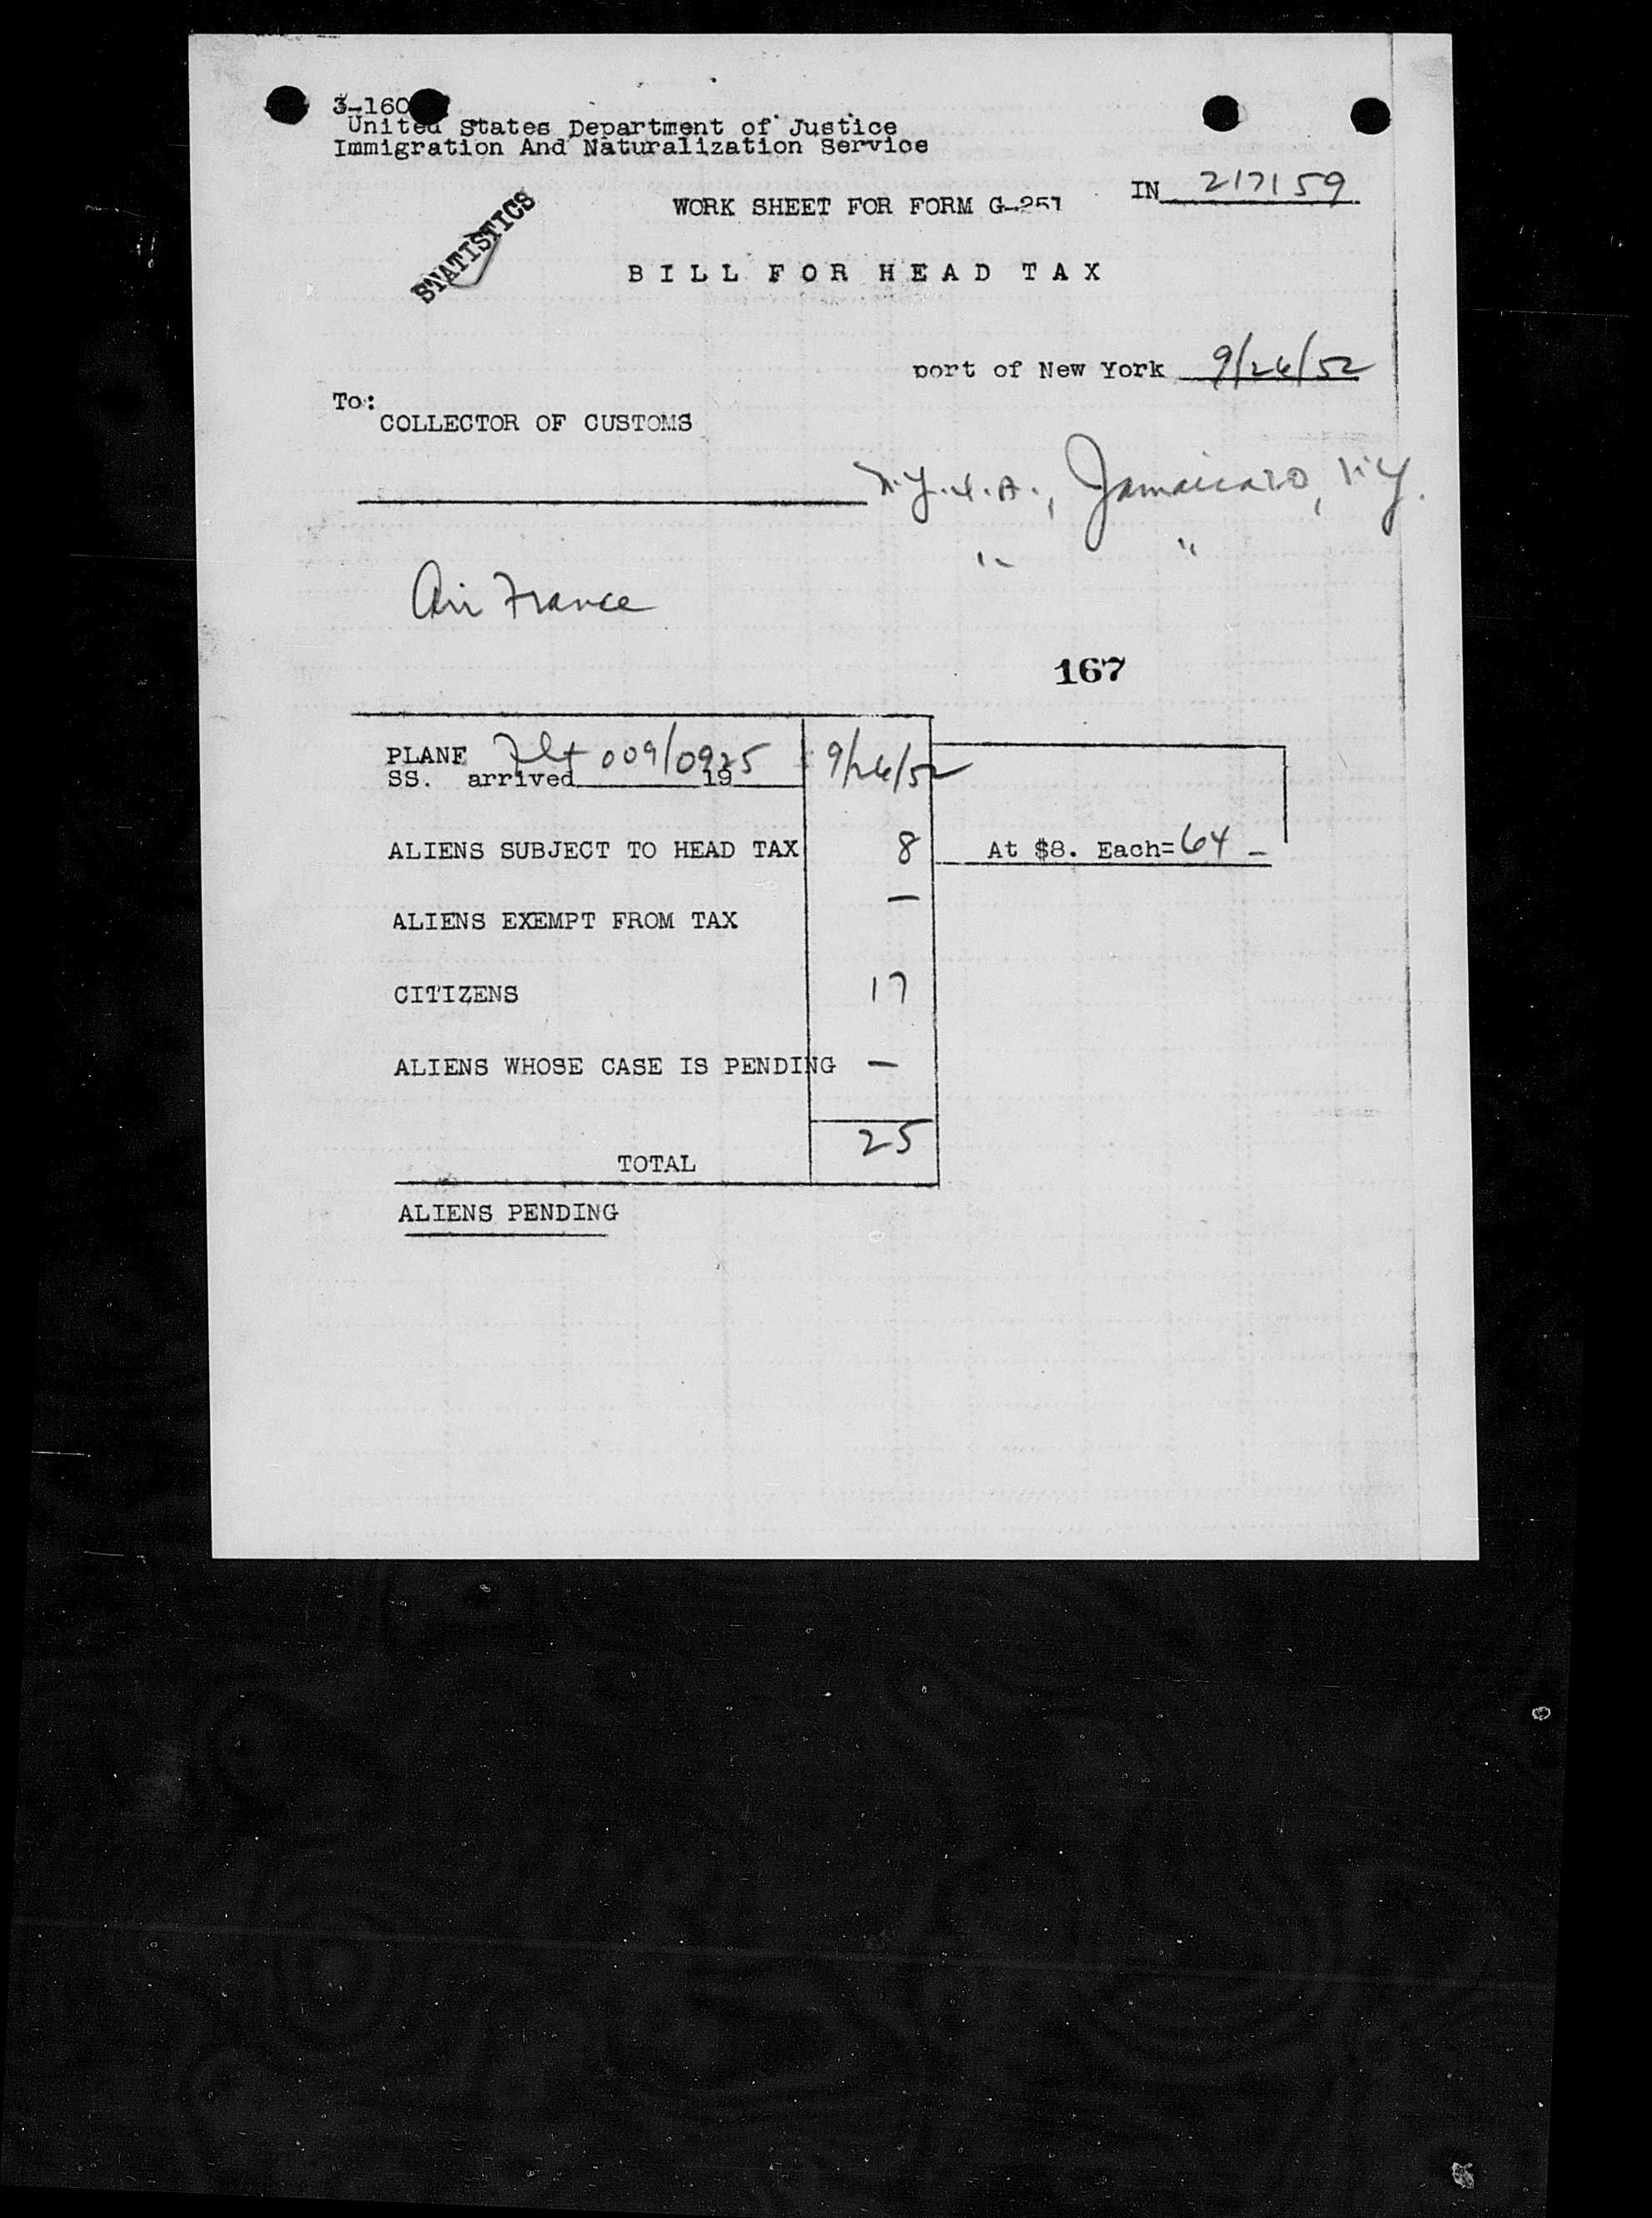 3-160
United States Department of Justice
Immigration And Naturalization Service
STATISTICS
WORK SHEET FOR FORM G-251
IN 217159
BILL FOR HEAD TAX
port of New York 9/26/52
To:
COLLECTOR OF CUSTOMS
N.Y.I.A., Jamaica 30, N.Y.
" "
Air France
167
PLANE Flt 009/0925 9/26/52
SS. arrived 19
ALIENS SUBJECT TO HEAD TAX 8 At $8. Each= 64 -
ALIENS EXEMPT FROM TAX —
CITIZENS 17
ALIENS WHOSE CASE IS PENDING —
TOTAL 25
ALIENS PENDING